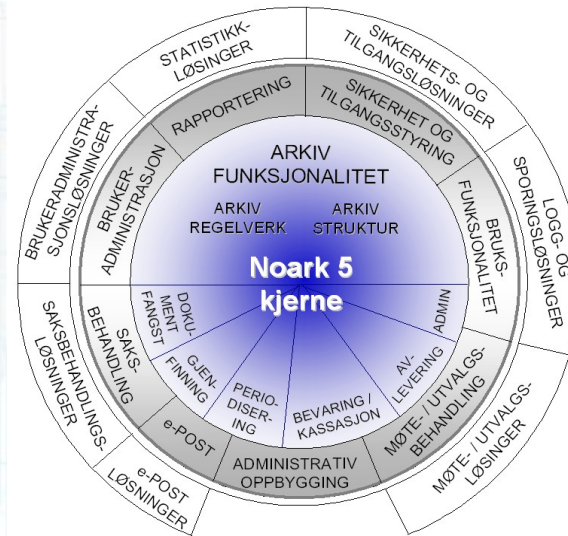 STATISTIKK-
LØSINGER
SIKKERHETS- OG
TILGANGSLØSNINGER
LOGG- OG
SPORINGSLØSNINGER
MØTE- / UTVALGS-
LØSINGER
e-POST
LØSNINGER
SAKSBEHANDLINGS-
LØSNINGER
BRUKERADMINISTRA-
SJONSLØSNINGER
RAPPORTERING
SIKKERHET OG
TILGANGSSTYRING
BRUKS-
FUNKSJONALITET
MØTE- / UTVALGS-
BEHANDLING
ADMINISTRATIV
OPPBYGGING
e-POST
SAKS-
BEHANDLING
BRUKER-
ADMINISTRASJON
ARKIV
FUNKSJONALITET
ARKIV
REGELVERK
ARKIV
STRUKTUR
Noark 5
kjerne
DOKU-
MENT
FANGST
GJEN-
FINNING
PERIO-
DISER-
ING
BEVARING /
KASSASJON
AV-
LEVERING
ADMIN